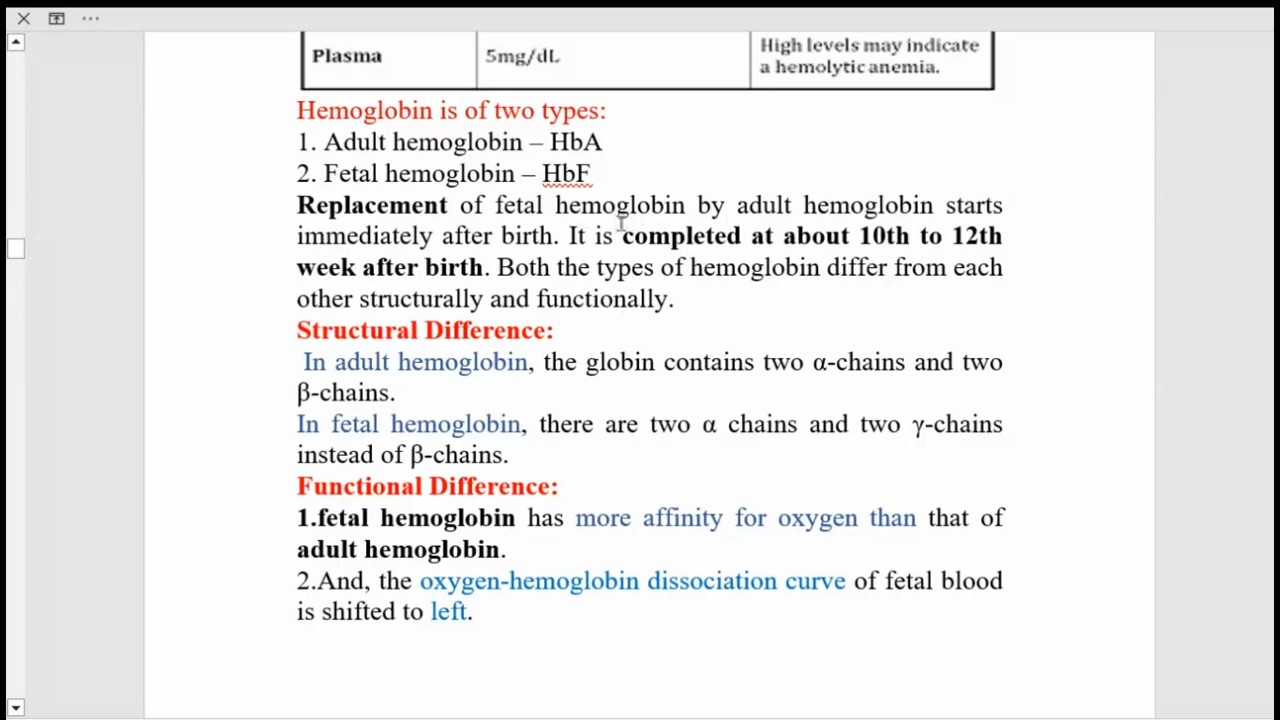 Plasma
5mg/dL
High levels may indicate
a hemolytic anemia.
Hemoglobin is of two types:
1. Adult hemoglobin – HbA
2. Fetal hemoglobin – HbF
Replacement of fetal hemoglobin by adult hemoglobin starts
immediately after birth. It is completed at about 10th to 12th
week after birth. Both the types of hemoglobin differ from each
other structurally and functionally.
Structural Difference:
In adult hemoglobin, the globin contains two α-chains and two
β-chains.
In fetal hemoglobin, there are two α chains and two γ-chains
instead of β-chains.
Functional Difference:
1.fetal hemoglobin has more affinity for oxygen than that of
adult hemoglobin.
2.And, the oxygen-hemoglobin dissociation curve of fetal blood
is shifted to left.